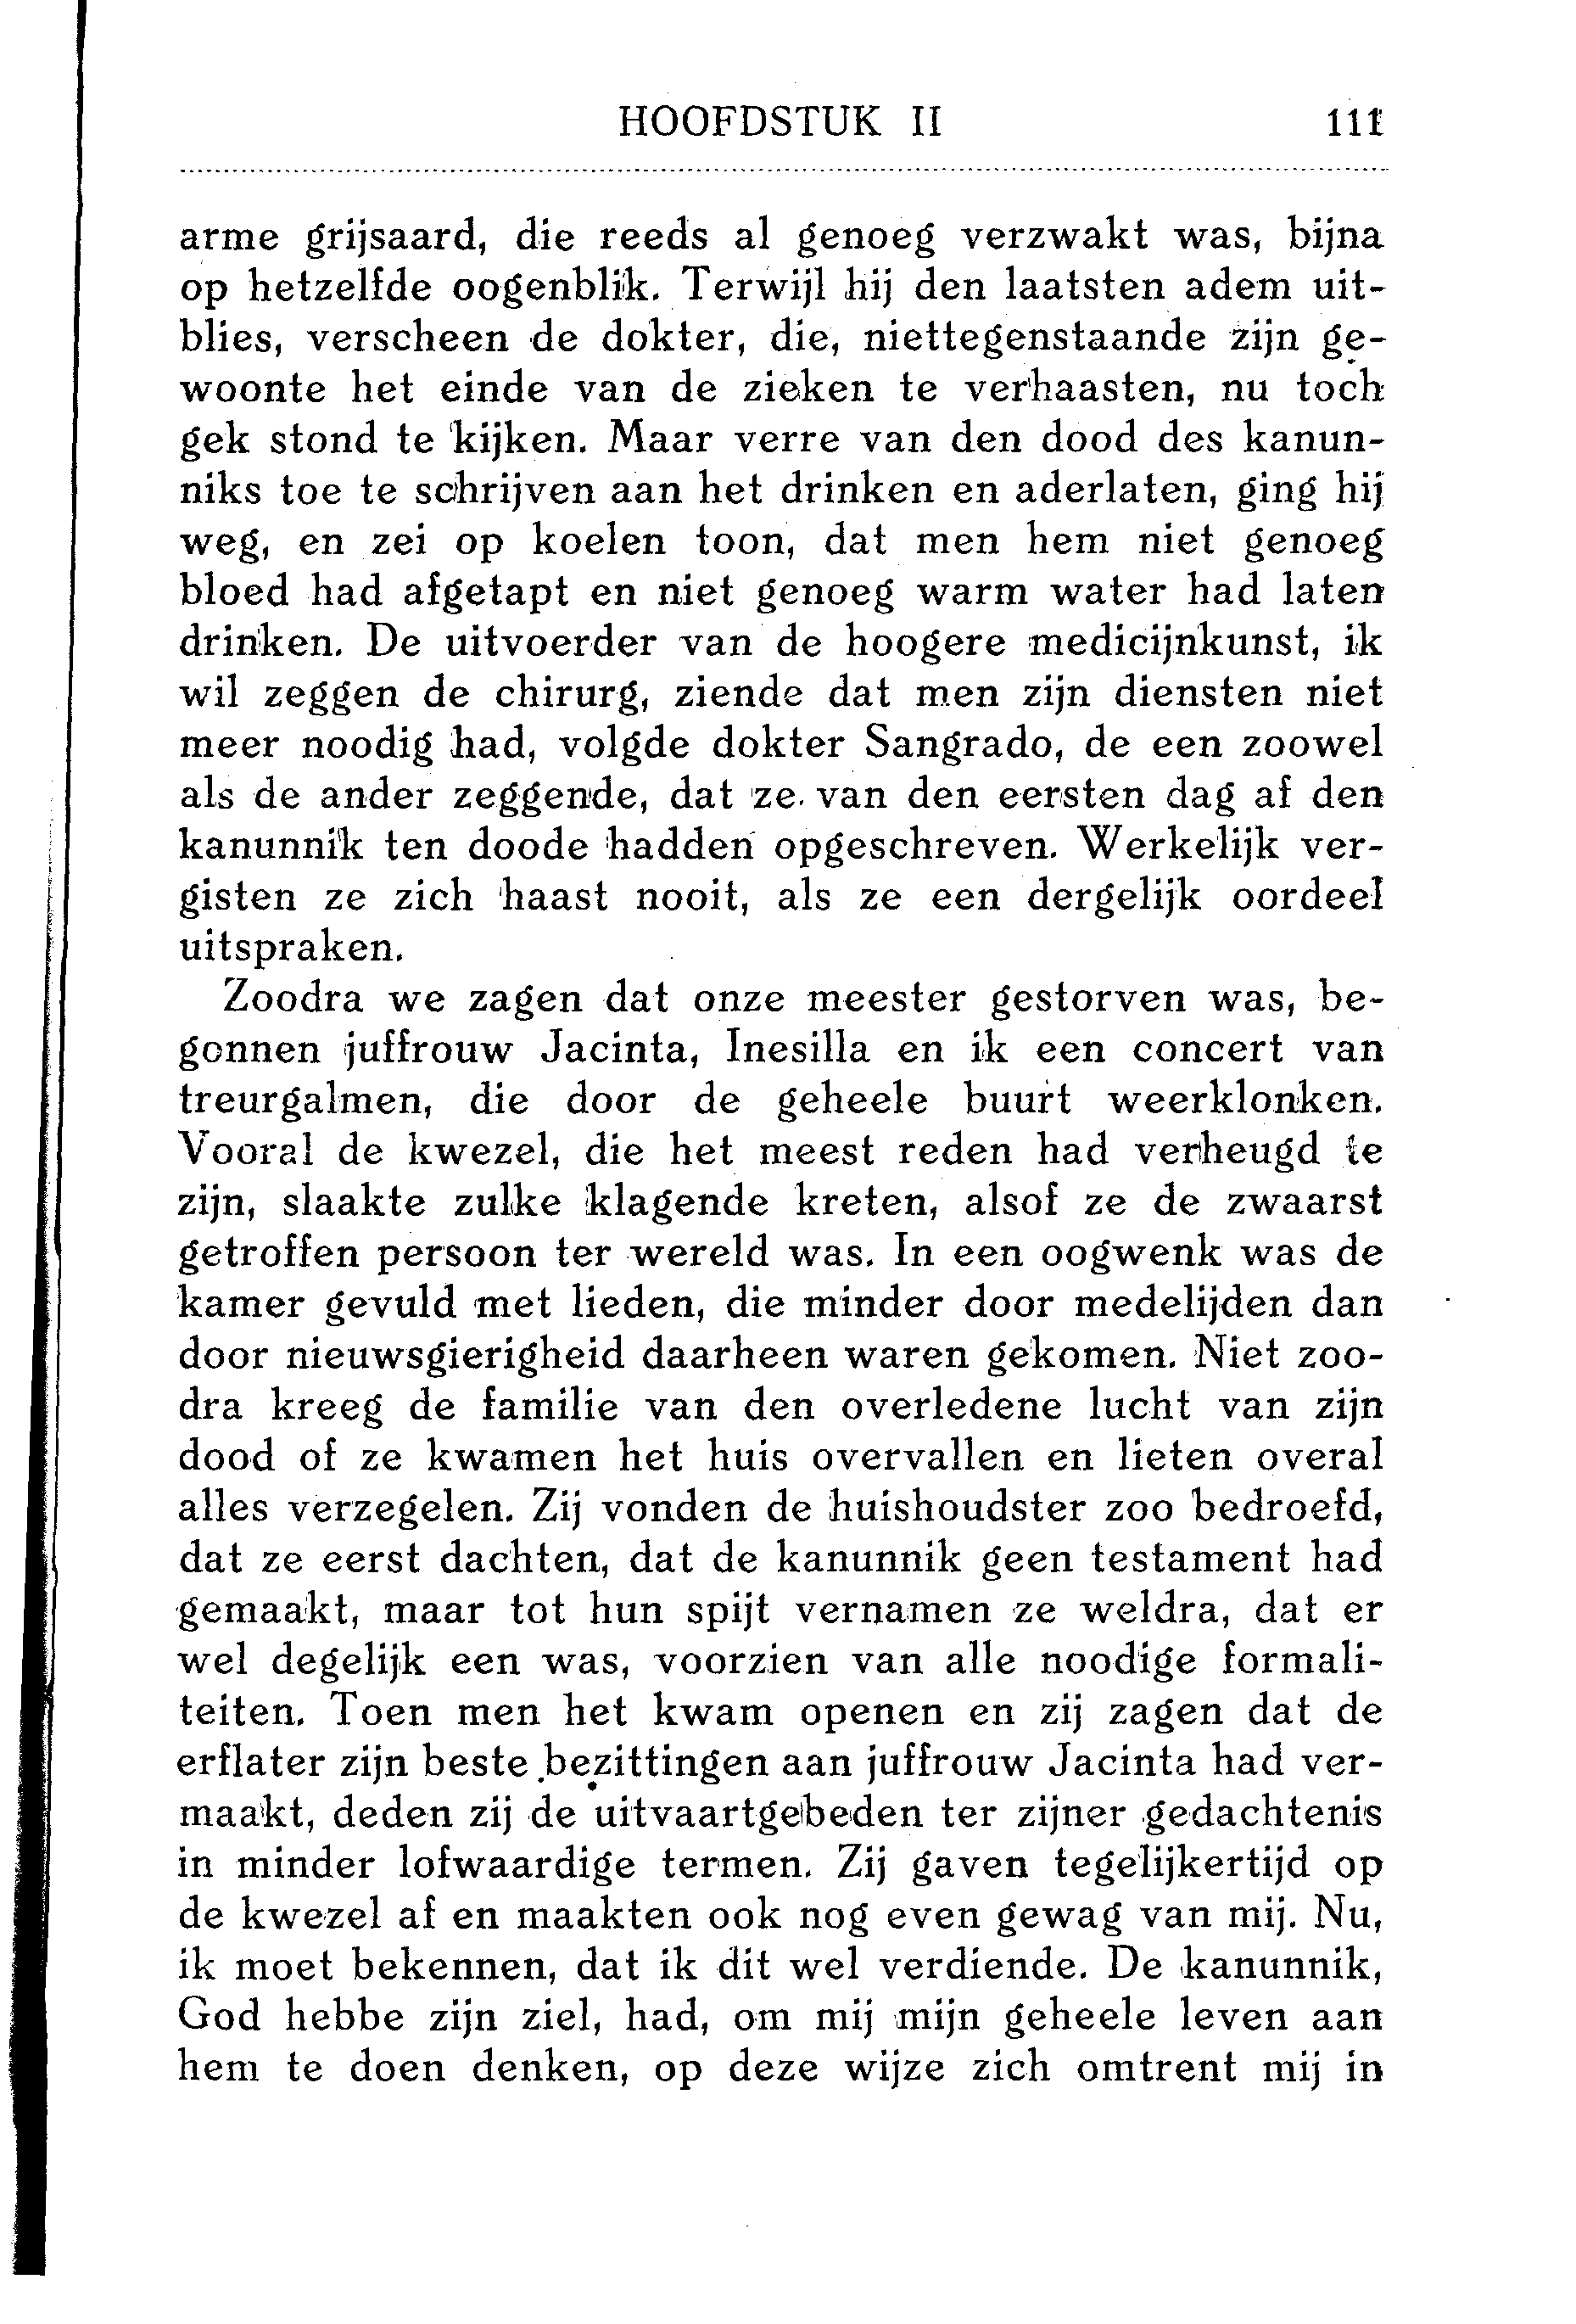 HOOFDSTUK II 111
arme grijsaard, die reeds al genoeg verzwakt was, bijna
op hetzelfde oogenblik. Terwijl hij den laatsten adem uit-
blies, verscheen de dokter, die, niettegenstaande zijn ge-
woonte het einde van de zieken te verhaasten, nu toch
gek stond te kijken. Maar verre van den dood des kanun-
niks toe te schrijven aan het drinken en aderlaten, ging hij
weg, en zei op koelen toon, dat men hem niet genoeg
bloed had afgetapt en niet genoeg warm water had laten
drinken. De uitvoerder van de hoogere medicijnkunst, ik
wil zeggen de chirurg, ziende dat men zijn diensten niet
meer noodig had, volgde dokter Sangrado, de een zoowel
als de ander zeggende, dat ze van den eersten dag af den
kanunnik ten doode hadden opgeschreven. Werkelijk ver-
gisten ze zich haast nooit, als ze een dergelijk oordeel
uitspraken.
Zoodra we zagen dat onze meester gestorven was, be-
gonnen juffrouw Jacinta, Inesilla en ik een concert van
treurgalmen, die door de geheele buurt weerklonken.
Vooral de kwezel, die het meest reden had verheugd te
zijn, slaakte zulke klagende kreten, alsof ze de zwaarst
getroffen persoon ter wereld was. In een oogwenk was de
kamer gevuld met lieden, die minder door medelijden dan
door nieuwsgierigheid daarheen waren gekomen. Niet zoo-
dra kreeg de familie van den overledene lucht van zijn
dood of ze kwamen het huis overvallen en lieten overal
alles verzegelen. Zij vonden de huishoudster zoo bedroefd,
dat ze eerst dachten, dat de kanunnik geen testament had
gemaakt, maar tot hun spijt vernamen ze weldra, dat er
wel degelijk een was, voorzien van alle noodige formali-
teiten. Toen men het kwam openen en zij zagen dat de
erflater zijn beste bezittingen aan juffrouw Jacinta had ver-
maakt, deden zij de uitvaartgebeden ter zijner gedachtenis
in minder lofwaardige termen. Zij gaven tegelijkertijd op
de kwezel af en maakten ook nog even gewag van mij. Nu,
ik moet bekennen, dat ik dit wel verdiende. De kanunnik,
God hebbe zijn ziel, had, om mij mijn geheele leven aan
hem te doen denken, op deze wijze zich omtrent mij in